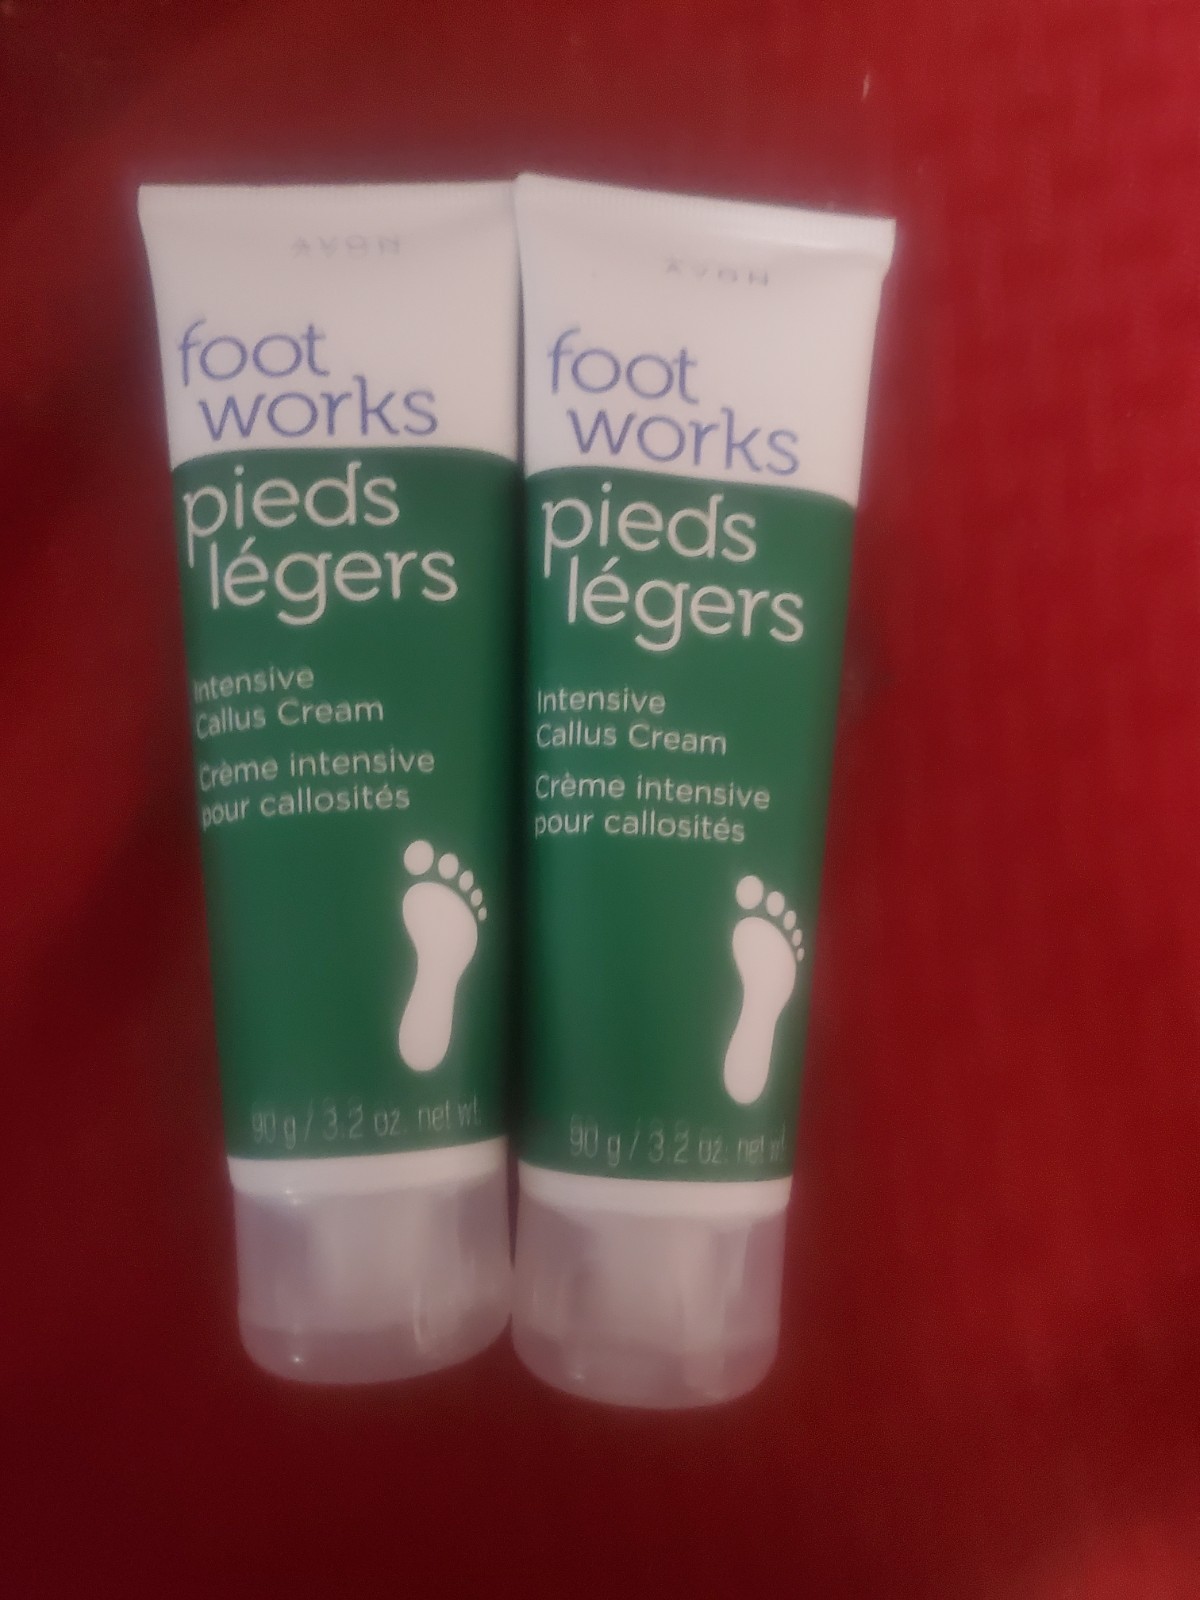 AVON
foot
works
pieds
légers
Intensive
Callus Cream
Crème intensive
pour callosités
90 g / 3.2 oz. net wt.
AVON
foot
works
pieds
légers
Intensive
Callus Cream
Crème intensive
pour callosités
90 g / 3.2 oz. net wt.